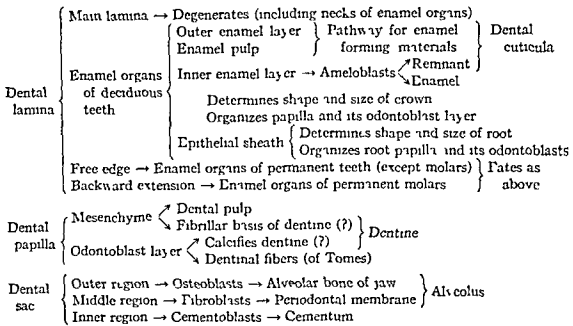 Main lamina → Degenerates (including necks of enamel organs)
Outer enamel layer
Enamel pulp
Pathway for enamel forming materials
Dental cuticula
Inner enamel layer → Ameloblasts
Remnant
Enamel
Enamel organs of deciduous teeth
Determines shape and size of crown
Organizes papilla and its odontoblast layer
Dental lamina
Epithelial sheath
Determines shape and size of root
Organizes root papilla and its odontoblasts
Free edge → Enamel organs of permanent teeth (except molars)
Backward extension → Enamel organs of permanent molars
Fates as above
Dental papilla
Mesenchyme
Dental pulp
Fibrillar basis of dentine (?)
Odontoblast layer
Calcifies dentine (?)
Dentinal fibers (of Tomes)
Dentine
Dental sac
Outer region → Osteoblasts → Alveolar bone of jaw
Middle region → Fibroblasts → Periodontal membrane
Inner region → Cementoblasts → Cementum
Alveolus